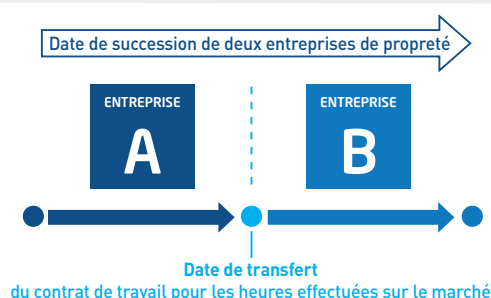 Date de succession de deux entreprises de propreté
ENTREPRISE
A
ENTREPRISE
B
Date de transfert
du contrat de travail pour les heures effectuées sur le marché